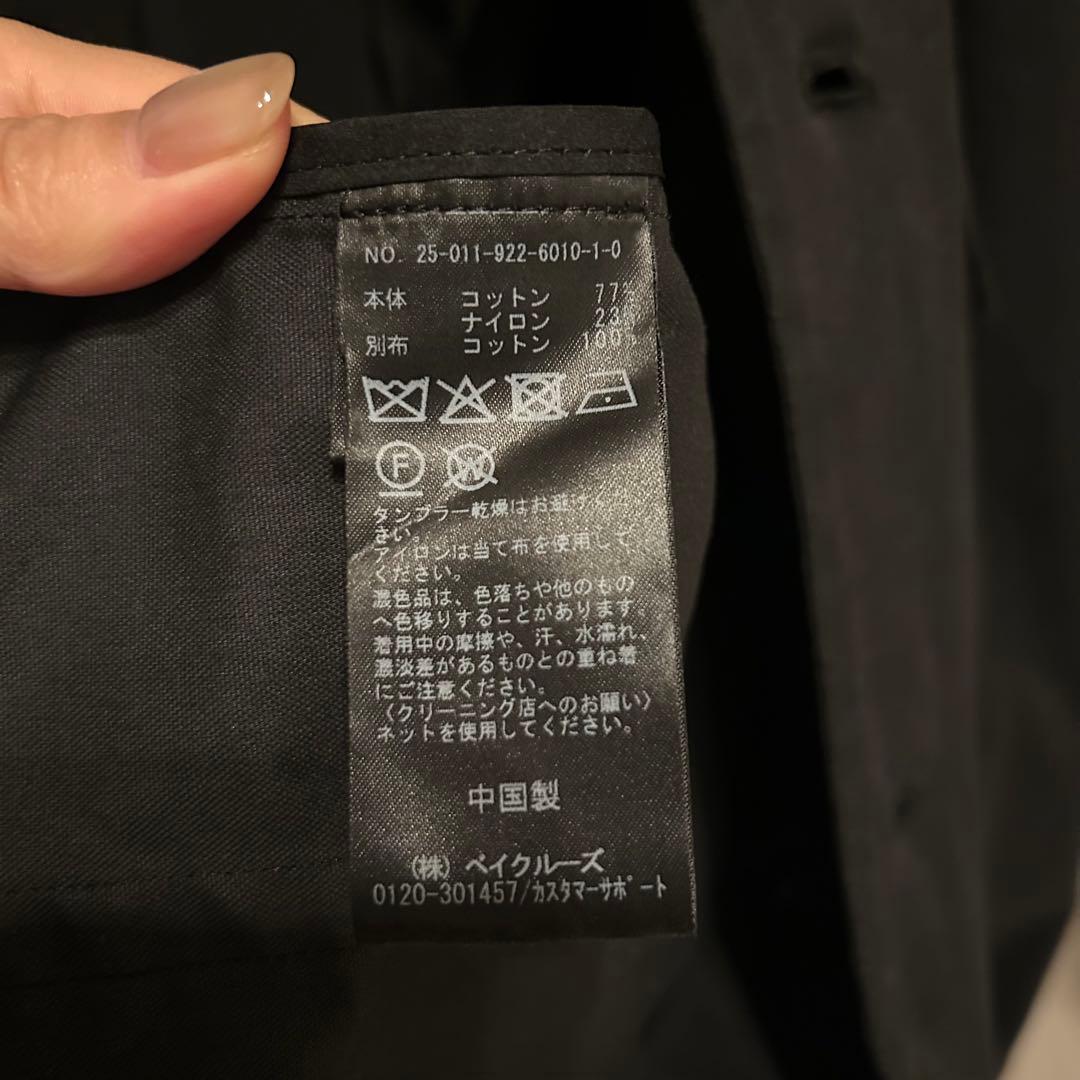 NO. 25-011-922-6010-1-0
本体 コットン 77%
ナイロン 23%
別布 コットン 100%
F W
タンブラー乾燥はお避けくだ
さい。
アイロンは当て布を使用して
ください。
濃色品は、色落ちや他のもの
へ色移りすることがあります。
着用中の摩擦や、汗、水濡れ、
濃淡差があるものとの重ね着
にご注意ください。
〈クリーニング店へのお願い〉
ネットを使用してください。
中国製
(株) ベイクルーズ
0120-301457/カスタマーサポート